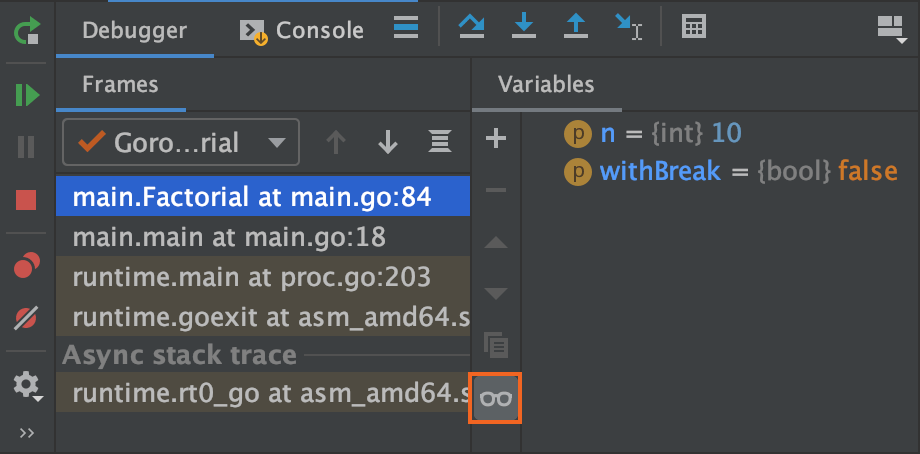 Debugger
Console
Frames
Variables
Goro...rial
main.Factorial at main.go:84
main.main at main.go:18
runtime.main at proc.go:203
runtime.goexit at asm_amd64.s
Async stack trace
runtime.rt0_go at asm_amd64.s
p n = {int} 10
p withBreak = {bool} false